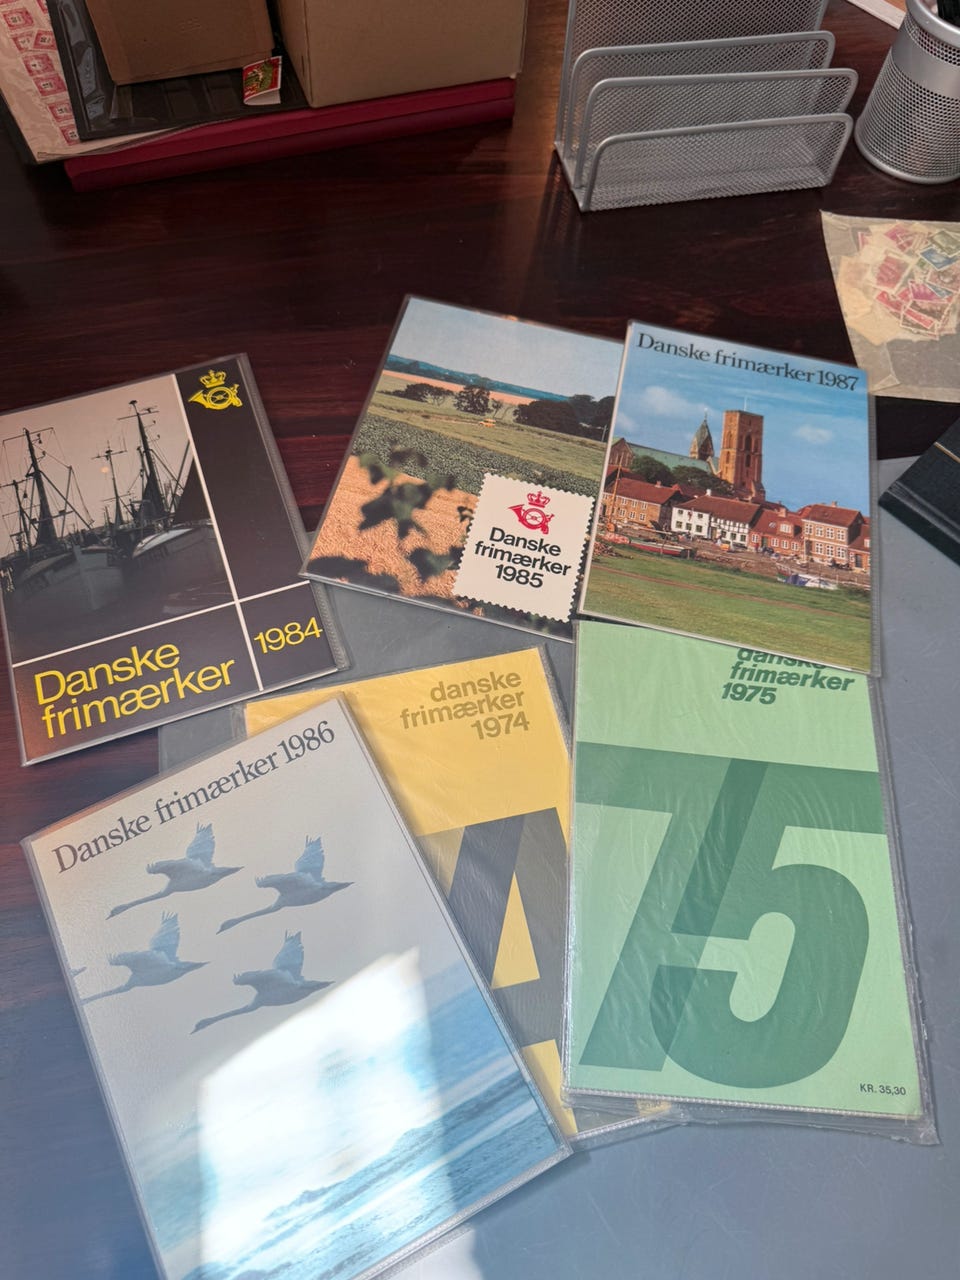 Danske frimærker 1987
Danske
frimærker
1985
Danske
frimærker
1984
danske
frimærker
1974
danske
frimærker
1975
75
KR. 35,30
Danske frimærker 1986